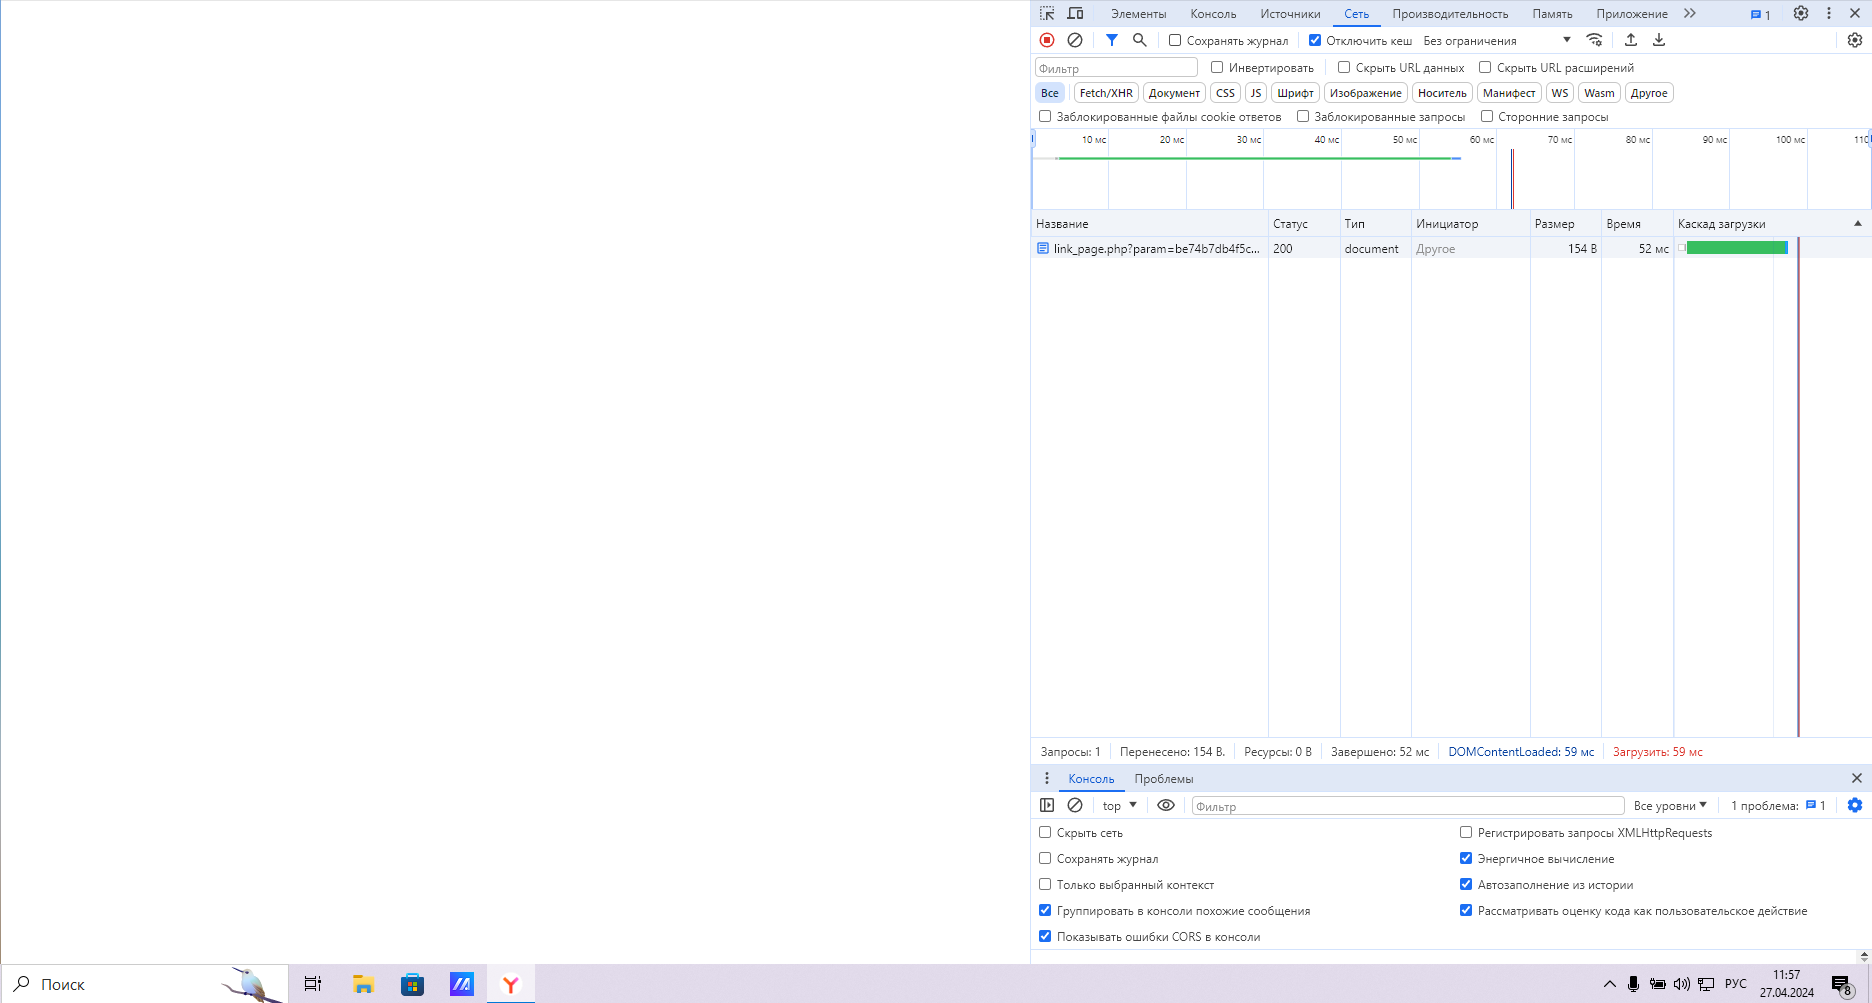 Элементы Консоль Источники Сеть Производительность Память Приложение 1
Сохранять журнал Отключить кеш Без ограничения
Фильтр Инвертировать Скрыть URL данных Скрыть URL расширений
Все Fetch/XHR Документ CSS JS Шрифт Изображение Носитель Манифест WS Wasm Другое
Заблокированные файлы cookie ответов Заблокированные запросы Сторонние запросы
10 мс 20 мс 30 мс 40 мс 50 мс 60 мс 70 мс 80 мс 90 мс 100 мс 110
Название Статус Тип Инициатор Размер Время Каскад загрузки
link_page.php?param=be74b7db4f5c... 200 document Другое 154 B 52 мс
Запросы: 1 Перенесено: 154 B. Ресурсы: 0 B Завершено: 52 мс DOMContentLoaded: 59 мс Загрузить: 59 мс
Консоль Проблемы
top Фильтр Все уровни 1 проблема: 1
Скрыть сеть Регистрировать запросы XMLHttpRequests
Сохранять журнал Энергичное вычисление
Только выбранный контекст Автозаполнение из истории
Группировать в консоли похожие сообщения Рассматривать оценку кода как пользовательское действие
Показывать ошибки CORS в консоли
Поиск РУС 11:57
27.04.2024 8